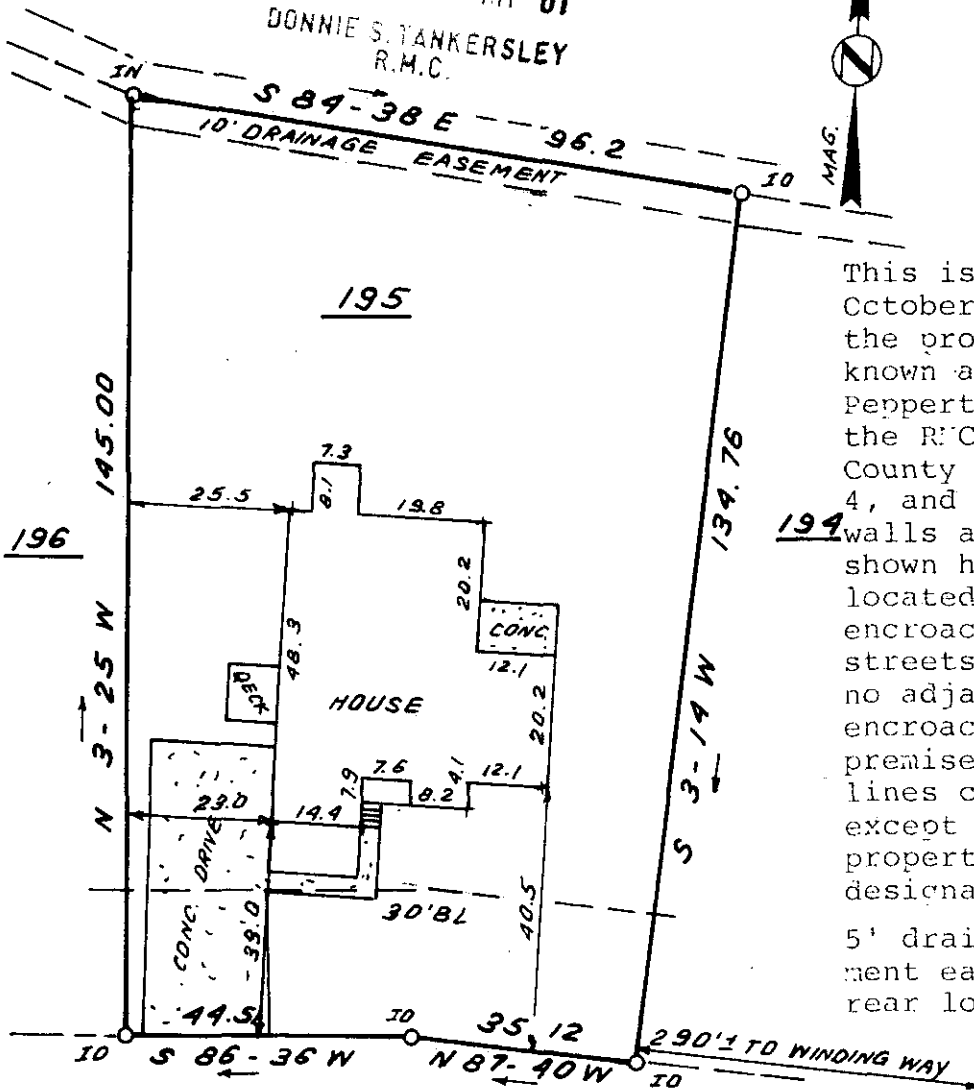 01
DONNIE S. TANKERSLEY
R.M.C.
N
MAG.
IN
S 84-38 E 96.2
10' DRAINAGE EASEMENT
IO
195
This is
Cctober
the pro
known a
Peppert
the
County
4, and
walls a
shown h
located
encroac
streets
no adja
encroac
premise
lines c
except
propert
designa
5' drai
ment ea
rear lo
145.00
N 3-25 W
196
194
134.76
S 3-14 W
7.3
8.1
25.5
19.8
20.2
CONC.
12.1
48.3
DECK
HOUSE
20.2
7.6
7.9
8.2
4.1
12.1
23.0
14.4
CONC. DRIVE
39.0
30'BL
40.5
44.5
IO
35.12
IO
S 86-36 W
N 87-40 W
IO
290'± TO WINDING WAY